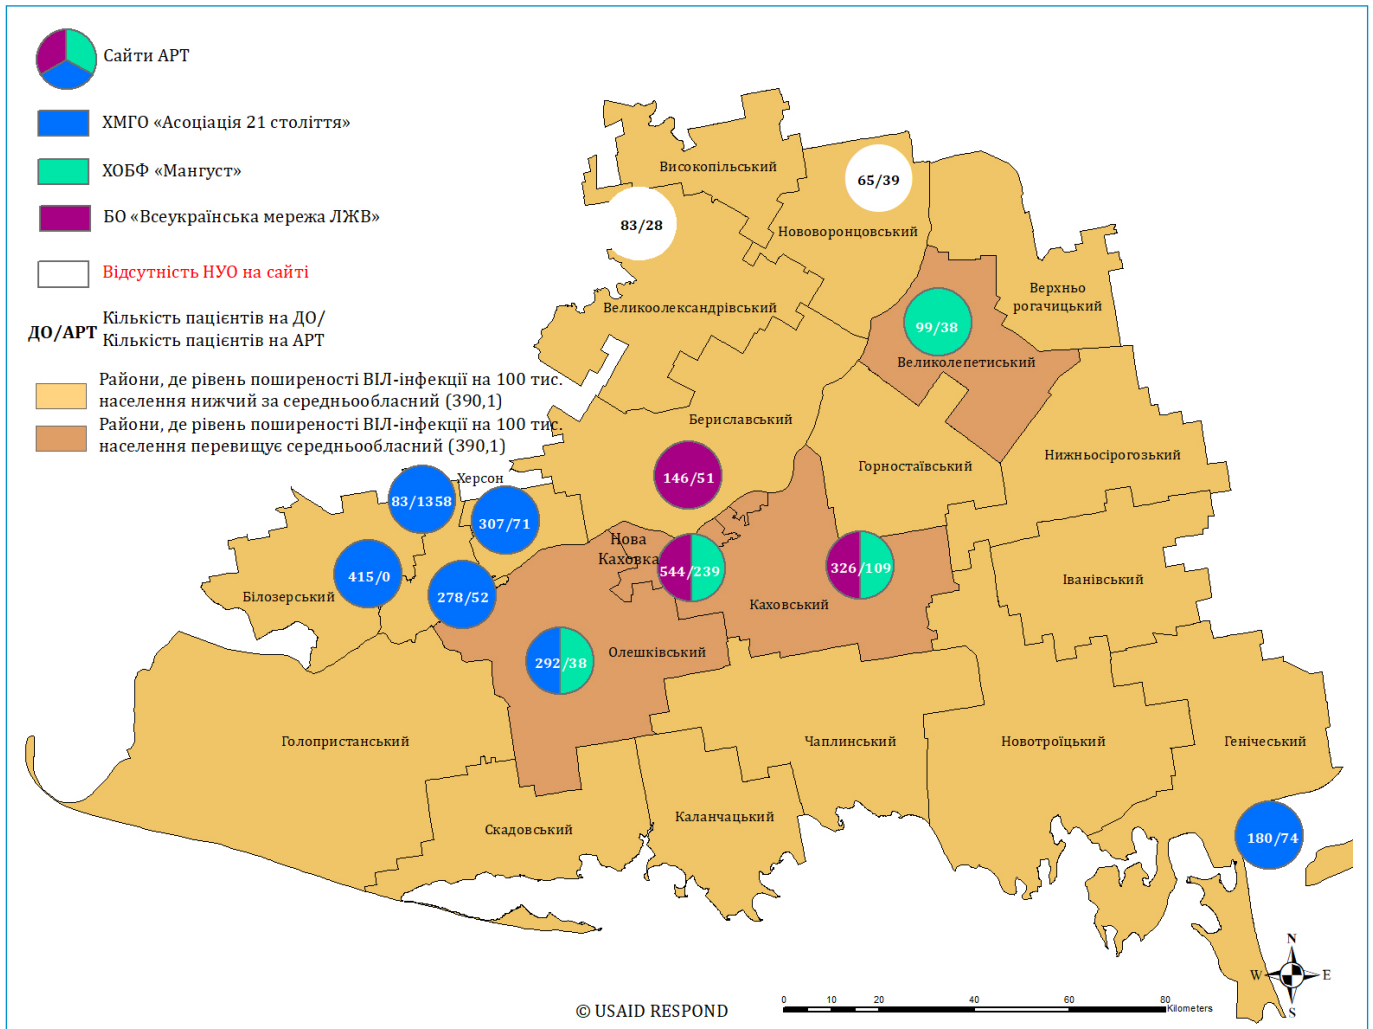 Сайти АРТ
ХМГО «Асоціація 21 століття»
ХОБФ «Мангуст»
БО «Всеукраїнська мережа ЛЖВ»
Відсутність НУО на сайті
ДО/АРТ
Кількість пацієнтів на ДО/
Кількість пацієнтів на АРТ
Райони, де рівень поширеності ВІЛ-інфекції на 100 тис.
населення нижчий за середньообласний (390,1)
Райони, де рівень поширеності ВІЛ-інфекції на 100 тис.
населення перевищує середньообласний (390,1)
Високопільський
65/39
83/28
Нововоронцовський
Верхньо
рогачицький
Великоолександрівський
99/38
Великолепетиський
Бериславський
Горностаївський
Нижньосірогозький
146/51
Херсон
83/1358
307/71
Нова
Каховка
544/239
326/109
415/0
Білозерський
278/52
Каховський
Іванівський
292/38
Олешківський
Голопристанський
Чаплинський
Новотроїцький
Генічеський
Скадовський
Каланчацький
180/74
N
W
E
S
0 10 20 40 60 80
Kilometers
© USAID RESPOND